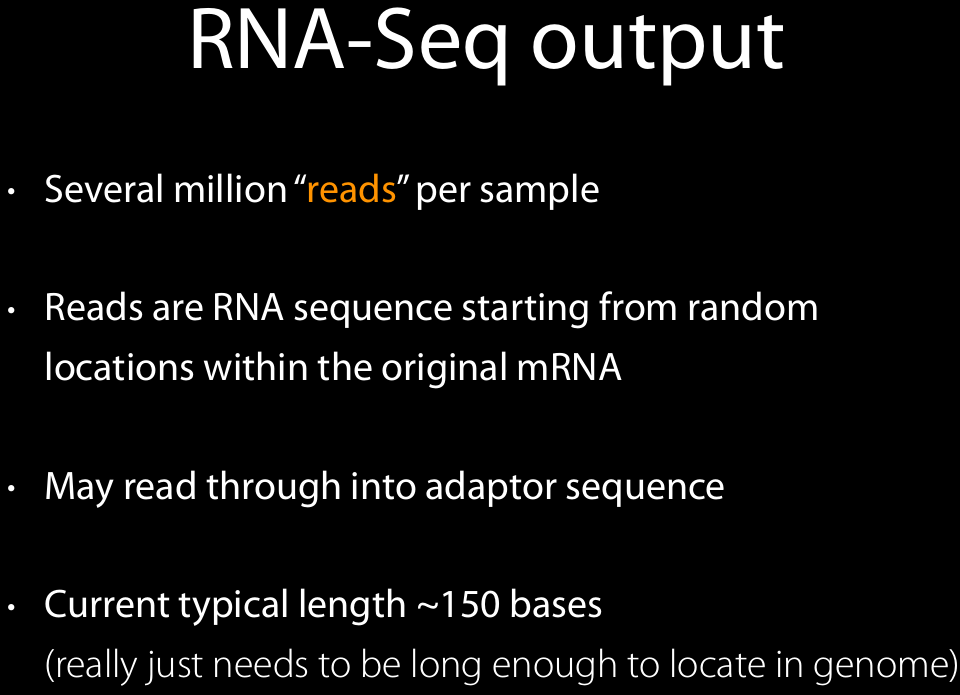 RNA-Seq output
• Several million “reads” per sample
• Reads are RNA sequence starting from random
locations within the original mRNA
• May read through into adaptor sequence
• Current typical length ~150 bases
(really just needs to be long enough to locate in genome)